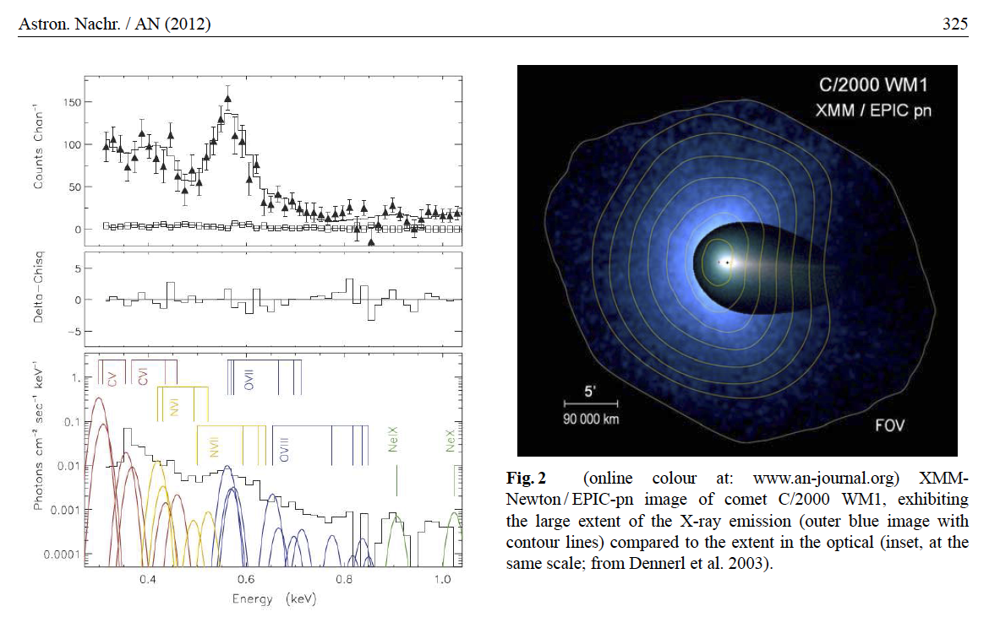 Astron. Nachr. / AN (2012)
325
150
100
50
0
Counts Chan⁻¹
5
0
−5
Delta−Chisq
1.
0.1
0.01
0.001
0.0001
Photons cm⁻² sec⁻¹ keV⁻¹
CV
CVI
NVI
OVII
NVII
OVIII
NeIX
NeX
0.4
0.6
0.8
1.0
Energy (keV)
C/2000 WM1
XMM / EPIC pn
5'
90 000 km
FOV
Fig. 2 (online colour at: www.an-journal.org) XMM-
Newton / EPIC-pn image of comet C/2000 WM1, exhibiting
the large extent of the X-ray emission (outer blue image with
contour lines) compared to the extent in the optical (inset, at the
same scale; from Dennerl et al. 2003).